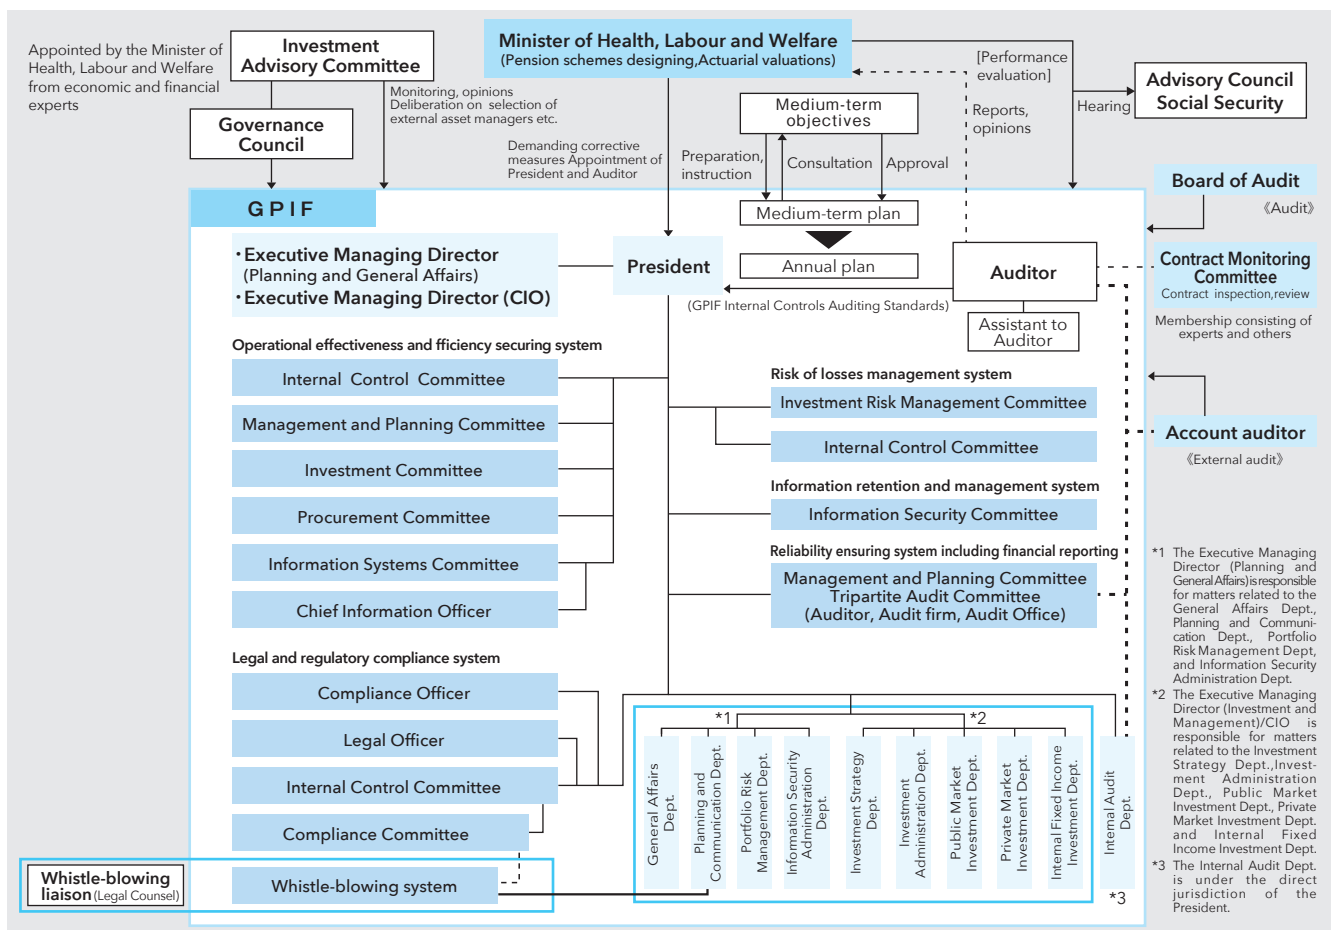 Appointed by the Minister of
Health, Labour and Welfare
from economic and financial
experts
Investment
Advisory Committee
Governance
Council
Monitoring, opinions
Deliberation on selection of
external asset managers etc.
Minister of Health, Labour and Welfare
(Pension schemes designing,Actuarial valuations)
Demanding corrective
measures Appointment of
President and Auditor
Medium-term
objectives
Preparation,
instruction
Consultation
Approval
Medium-term plan
Annual plan
[Performance
evaluation]
Reports,
opinions
Hearing
Advisory Council
Social Security
Board of Audit
《Audit》
Contract Monitoring
Committee
Contract inspection,review
Membership consisting of
experts and others
Account auditor
《External audit》
GPIF
・Executive Managing Director
(Planning and General Affairs)
・Executive Managing Director (CIO)
President
Auditor
(GPIF Internal Controls Auditing Standards)
Assistant to
Auditor
Operational effectiveness and fficiency securing system
Internal Control Committee
Management and Planning Committee
Investment Committee
Procurement Committee
Information Systems Committee
Chief Information Officer
Legal and regulatory compliance system
Compliance Officer
Legal Officer
Internal Control Committee
Compliance Committee
Whistle-blowing system
Whistle-blowing
liaison (Legal Counsel)
Risk of losses management system
Investment Risk Management Committee
Internal Control Committee
Information retention and management system
Information Security Committee
Reliability ensuring system including financial reporting
Management and Planning Committee
Tripartite Audit Committee
(Auditor, Audit firm, Audit Office)
*1
*2
General Affairs
Dept.
Planning and
Communication Dept.
Portfolio Risk
Management Dept.
Information Security
Administration
Dept.
Investment Strategy
Dept.
Investment
Administration Dept.
Public Market
Investment Dept.
Private Market
Investment Dept.
Internal Fixed Income
Investment Dept.
Internal Audit
Dept.
*3
*1 The Executive Managing
Director (Planning and
General Affairs) is responsible
for matters related to the
General Affairs Dept.,
Planning and Communi-
cation Dept., Portfolio
Risk Management Dept,
and Information Security
Administration Dept.
*2 The Executive Managing
Director (Investment and
Management)/CIO is
responsible for matters
related to the Investment
Strategy Dept.,Invest-
ment Administration
Dept., Public Market
Investment Dept., Private
Market Investment Dept.
and Internal Fixed
Income Investment Dept.
*3 The Internal Audit Dept.
is under the direct
jurisdiction of the
President.